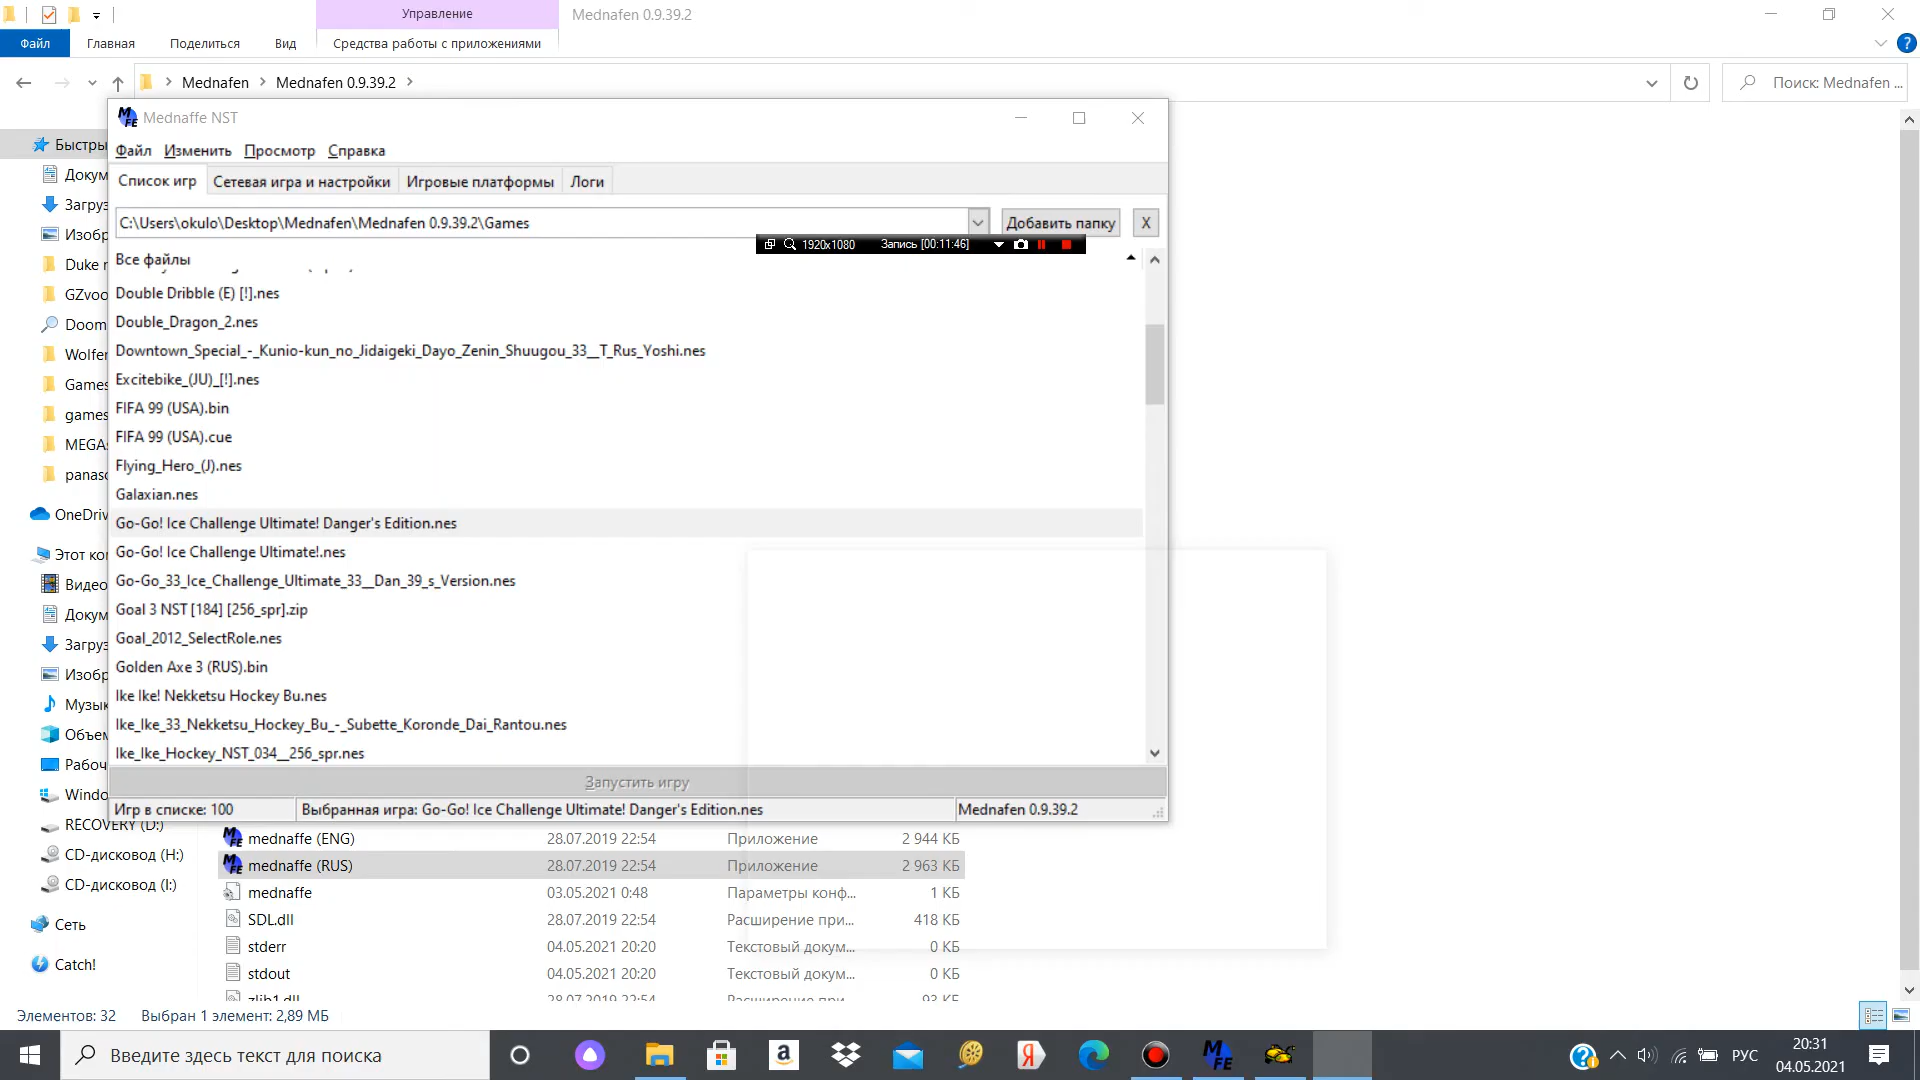 Управление
Mednafen 0.9.39.2
Файл
Главная
Поделиться
Вид
Средства работы с приложениями
Mednafen
Mednafen 0.9.39.2
Поиск: Mednafen ...
Mednaffe NST
Файл
Изменить
Просмотр
Справка
Список игр
Сетевая игра и настройки
Игровые платформы
Логи
C:\Users\okulo\Desktop\Mednafen\Mednafen 0.9.39.2\Games
Добавить папку
X
1920x1080
Запись [00:11:46]
Все файлы
Double Dribble (E) [!].nes
Double_Dragon_2.nes
Downtown_Special_-_Kunio-kun_no_Jidaigeki_Dayo_Zenin_Shuugou_33__T_Rus_Yoshi.nes
Excitebike_(JU)_[!].nes
FIFA 99 (USA).bin
FIFA 99 (USA).cue
Flying_Hero_(J).nes
Galaxian.nes
Go-Go! Ice Challenge Ultimate! Danger's Edition.nes
Go-Go! Ice Challenge Ultimate!.nes
Go-Go_33_Ice_Challenge_Ultimate_33__Dan_39_s_Version.nes
Goal 3 NST [184] [256_spr].zip
Goal_2012_SelectRole.nes
Golden Axe 3 (RUS).bin
Ike Ike! Nekketsu Hockey Bu.nes
Ike_Ike_33_Nekketsu_Hockey_Bu_-_Subette_Koronde_Dai_Rantou.nes
Ike_Ike_Hockey_NST_034__256_spr.nes
Запустить игру
Игр в списке: 100
Выбранная игра: Go-Go! Ice Challenge Ultimate! Danger's Edition.nes
Mednafen 0.9.39.2
Быстры
Докум
Загруз
Изобр
Duke n
GZvoo
Doom
Wolfer
Games
games
MEGA
panaso
OneDriv
Этот ко
Видео
Докум
Загруз
Изобр
Музык
Объем
Рабоч
Windo
RECOVERY (D:)
CD-дисковод (H:)
CD-дисковод (I:)
Сеть
Catch!
mednaffe (ENG) 28.07.2019 22:54 Приложение 2 944 КБ
mednaffe (RUS) 28.07.2019 22:54 Приложение 2 963 КБ
mednaffe 03.05.2021 0:48 Параметры конф... 1 КБ
SDL.dll 28.07.2019 22:54 Расширение при... 418 КБ
stderr 04.05.2021 20:20 Текстовый докум... 0 КБ
stdout 04.05.2021 20:20 Текстовый докум... 0 КБ
zlib1.dll 28.07.2019 22:54 Расширение при... 93 КБ
Элементов: 32
Выбран 1 элемент: 2,89 МБ
Введите здесь текст для поиска
РУС
20:31
04.05.2021